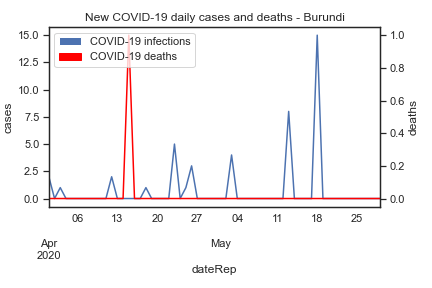 New COVID-19 daily cases and deaths - Burundi
COVID-19 infections
COVID-19 deaths
cases
15.0
12.5
10.0
7.5
5.0
2.5
0.0
deaths
1.0
0.8
0.6
0.4
0.2
0.0
06 13 20 27 04 11 18 25
Apr May
2020
dateRep